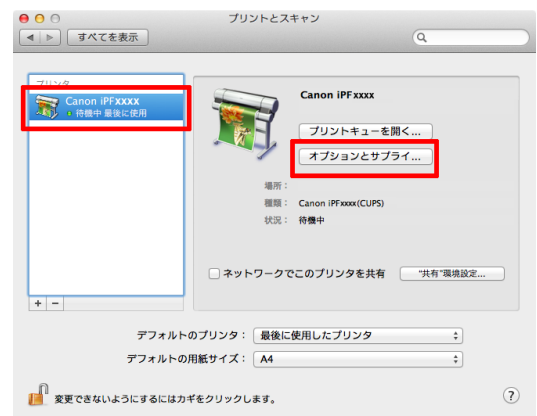 プリントとスキャン
すべてを表示
プリンタ
Canon iPFxxxx
待機中 最後に使用
Canon iPFxxxx
プリントキューを開く...
オプションとサプライ...
場所：
種類： Canon iPFxxxx(CUPS)
状況： 待機中
ネットワークでこのプリンタを共有 "共有"環境設定...
+ −
デフォルトのプリンタ： 最後に使用したプリンタ
デフォルトの用紙サイズ： A4
変更できないようにするにはカギをクリックします。 ?